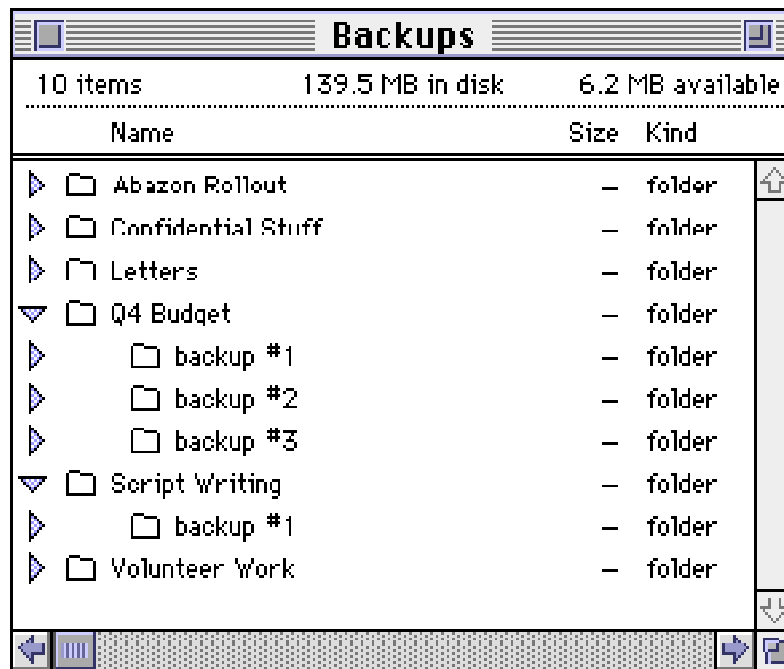 Backups
10 items 139.5 MB in disk 6.2 MB available
Name Size Kind
Abazon Rollout – folder
Confidential Stuff – folder
Letters – folder
Q4 Budget – folder
backup #1 – folder
backup #2 – folder
backup #3 – folder
Script Writing – folder
backup #1 – folder
Volunteer Work – folder